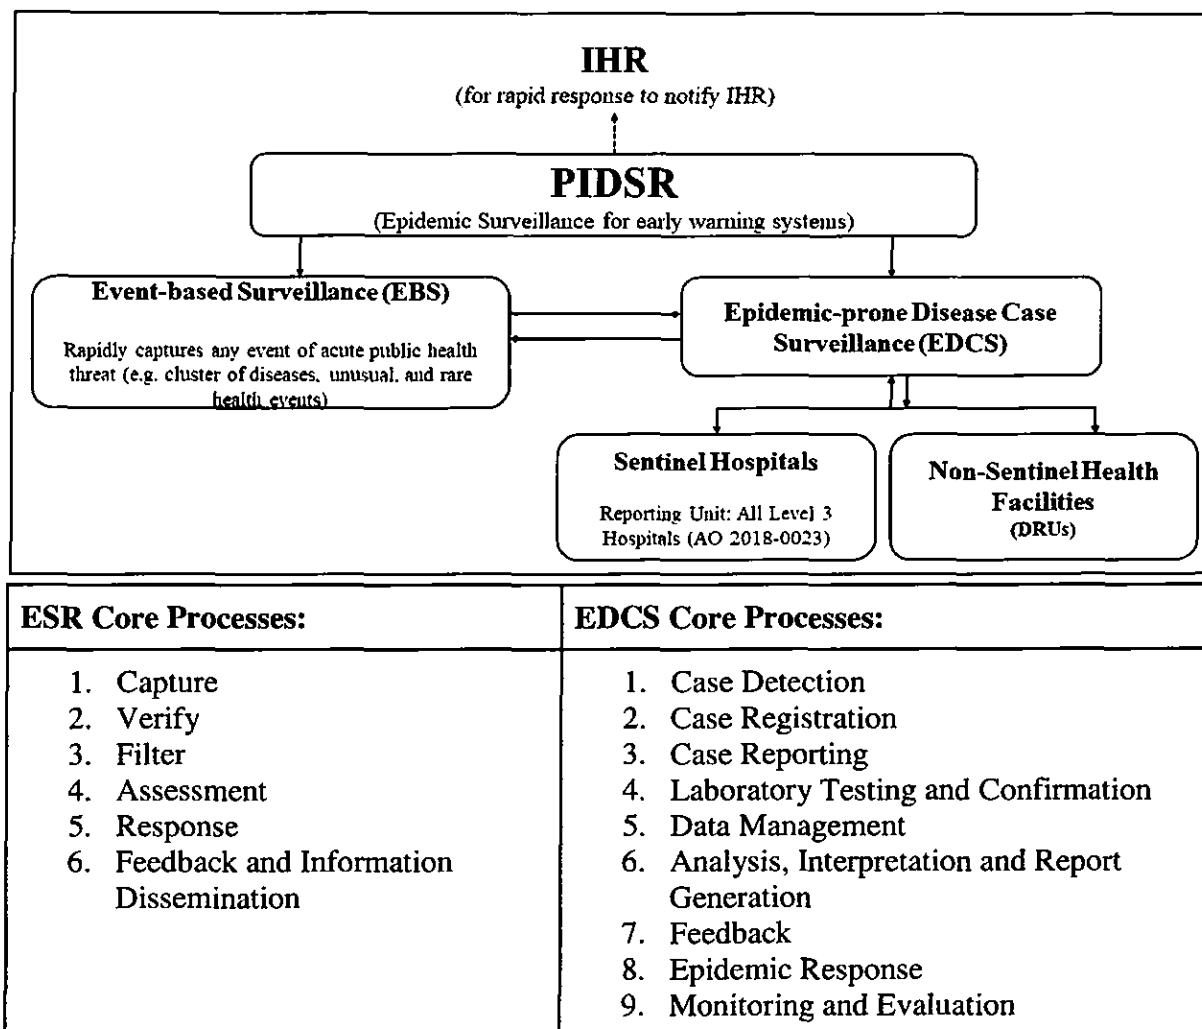 IHR
(for rapid response to notify IHR)
PIDSR
(Epidemic Surveillance for early warning systems)
Event-based Surveillance (EBS)
Rapidly captures any event of acute public health
threat (e.g. cluster of diseases, unusual, and rare
health events)
Epidemic-prone Disease Case
Surveillance (EDCS)
Sentinel Hospitals
Reporting Unit: All Level 3
Hospitals (AO 2018-0023)
Non-Sentinel Health
Facilities
(DRUs)
ESR Core Processes:
1. Capture
2. Verify
3. Filter
4. Assessment
5. Response
6. Feedback and Information
Dissemination
EDCS Core Processes:
1. Case Detection
2. Case Registration
3. Case Reporting
4. Laboratory Testing and Confirmation
5. Data Management
6. Analysis, Interpretation and Report
Generation
7. Feedback
8. Epidemic Response
9. Monitoring and Evaluation